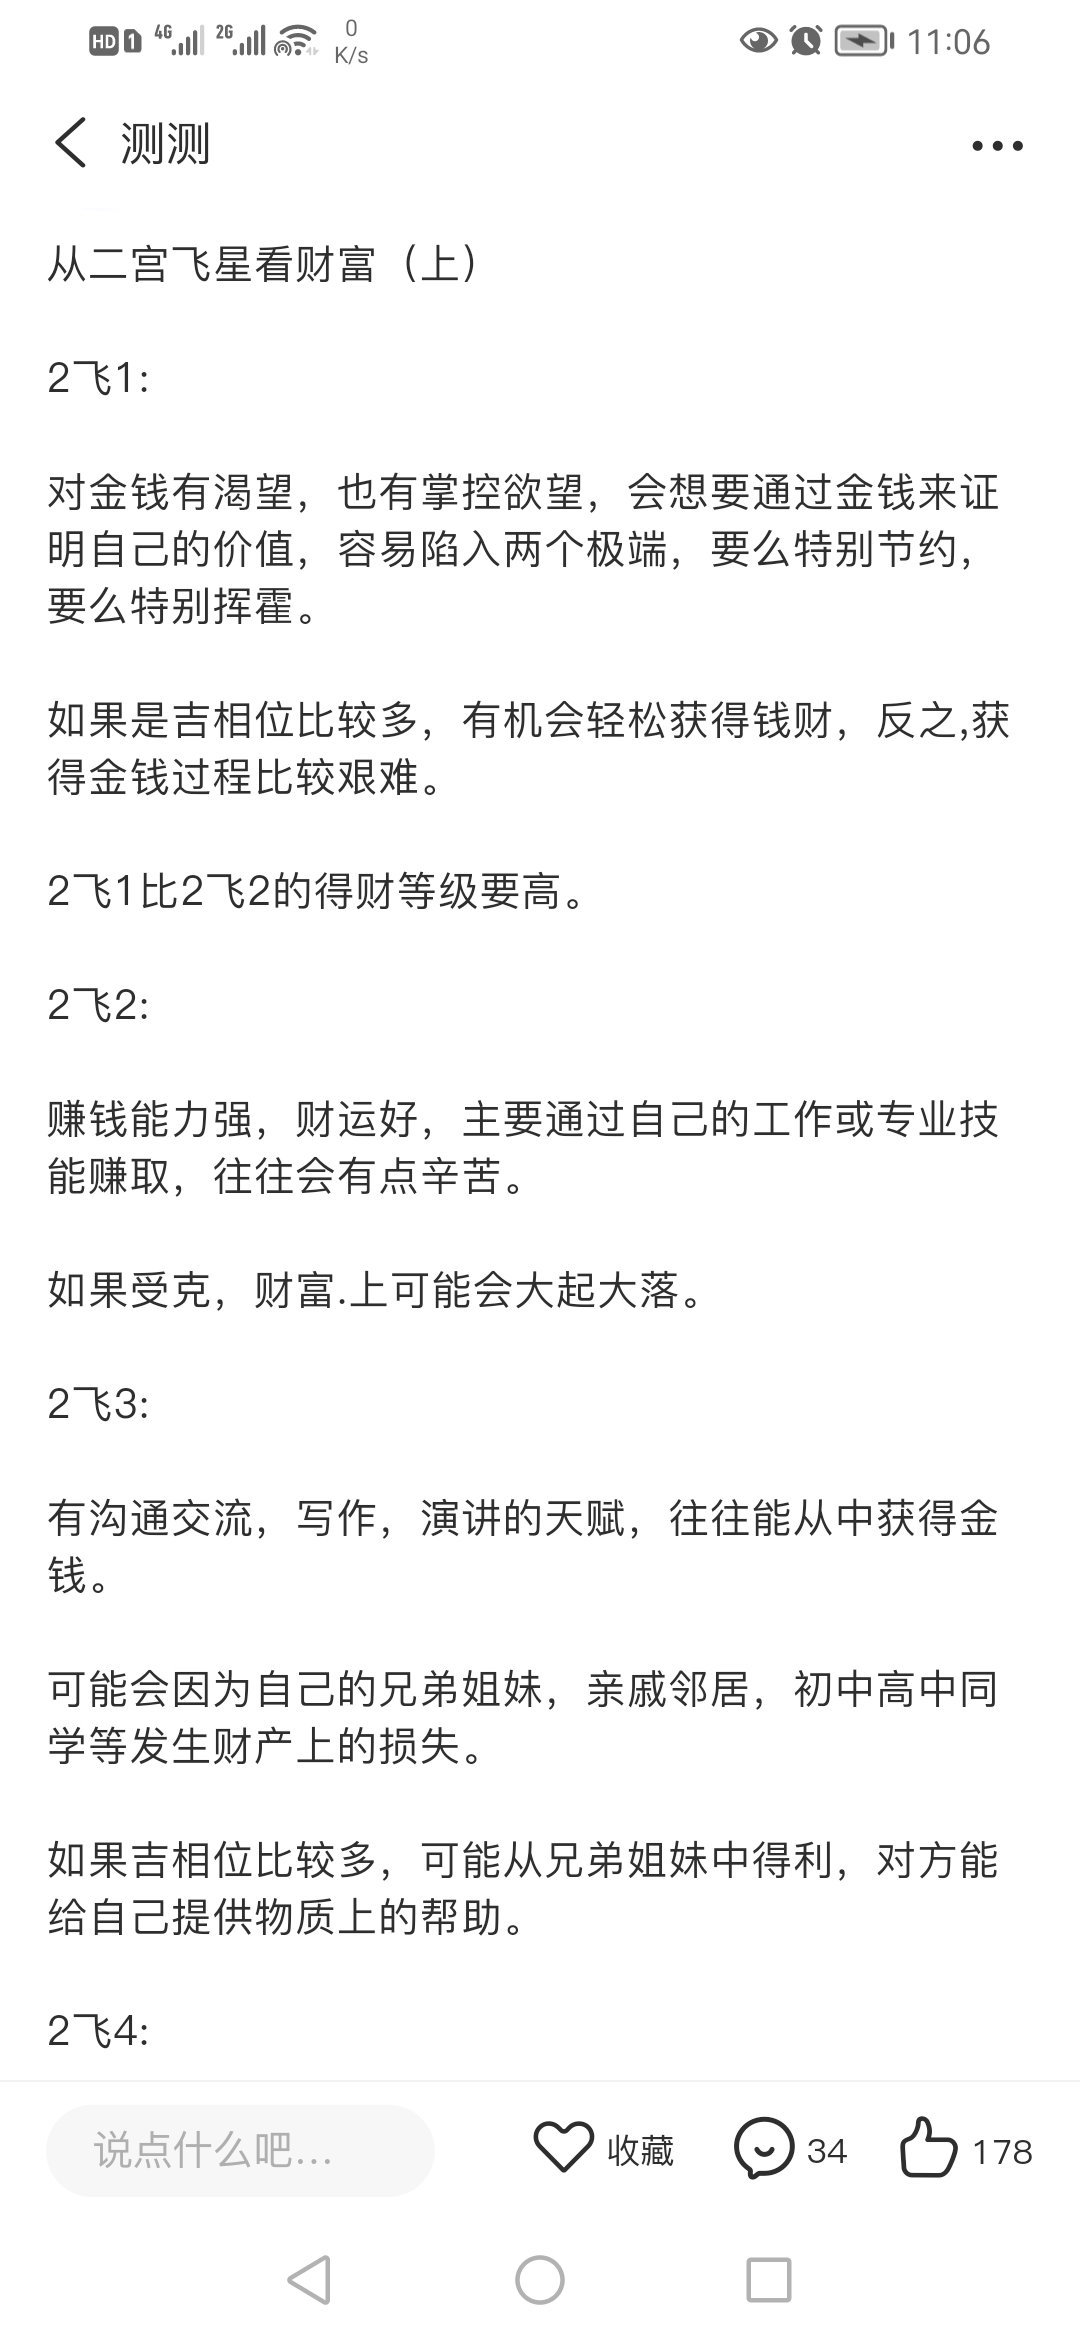 HD 1 4G 2G 0 K/s 11:06
测测
从二宫飞星看财富（上）
2飞1:
对金钱有渴望，也有掌控欲望，会想要通过金钱来证
明自己的价值，容易陷入两个极端，要么特别节约，
要么特别挥霍。
如果是吉相位比较多，有机会轻松获得钱财，反之,获
得金钱过程比较艰难。
2飞1比2飞2的得财等级要高。
2飞2:
赚钱能力强，财运好，主要通过自己的工作或专业技
能赚取，往往会有点辛苦。
如果受克，财富.上可能会大起大落。
2飞3:
有沟通交流，写作，演讲的天赋，往往能从中获得金
钱。
可能会因为自己的兄弟姐妹，亲戚邻居，初中高中同
学等发生财产上的损失。
如果吉相位比较多，可能从兄弟姐妹中得利，对方能
给自己提供物质上的帮助。
2飞4:
说点什么吧... 收藏 34 178